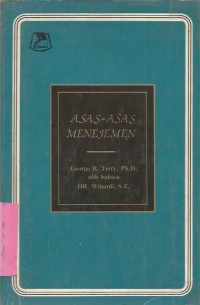 ASAS-ASAS
MENEJEMEN
George R. Terry, Ph.D.
alih bahasa
DR. Winardi, S.E.